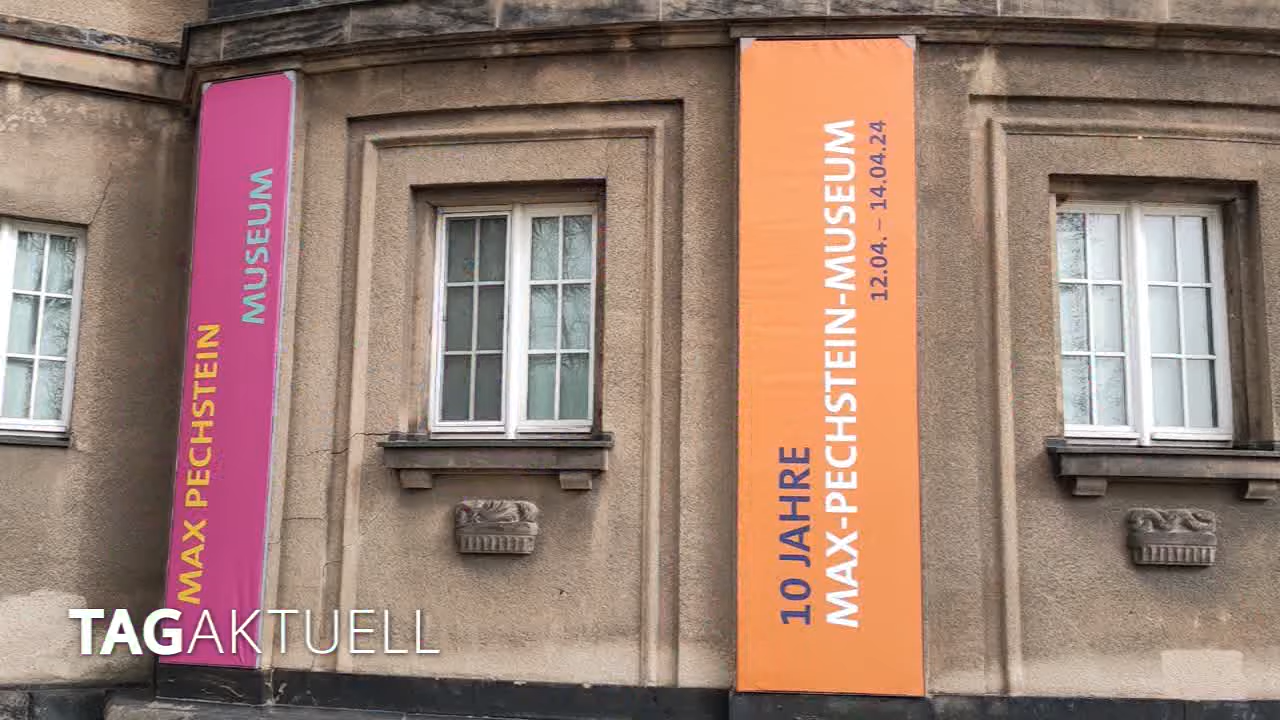 MAX PECHSTEIN
MUSEUM
10 JAHRE
MAX-PECHSTEIN-MUSEUM
12.04. – 14.04.24
TAGAKTUELL